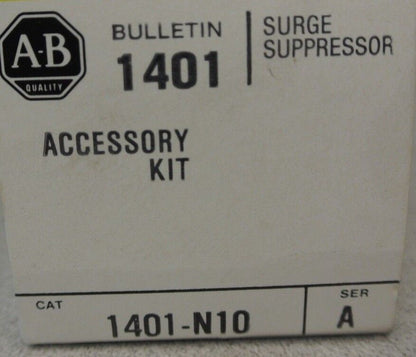 A-B
QUALITY
BULLETIN
1401
SURGE
SUPPRESSOR
ACCESSORY
KIT
CAT
1401-N10
SER
A